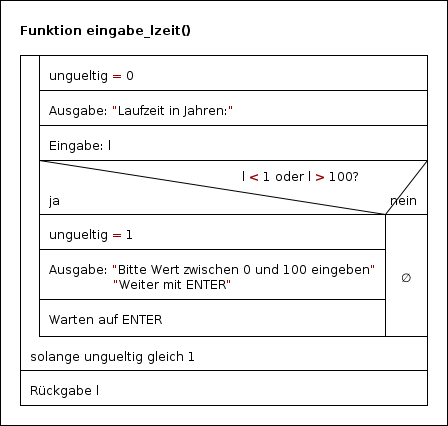 Funktion eingabe_lzeit()
ungueltig = 0
Ausgabe: "Laufzeit in Jahren:"
Eingabe: l
l < 1 oder l > 100?
ja
nein
ungueltig = 1
Ausgabe: "Bitte Wert zwischen 0 und 100 eingeben"
"Weiter mit ENTER"
∅
Warten auf ENTER
solange ungueltig gleich 1
Rückgabe l